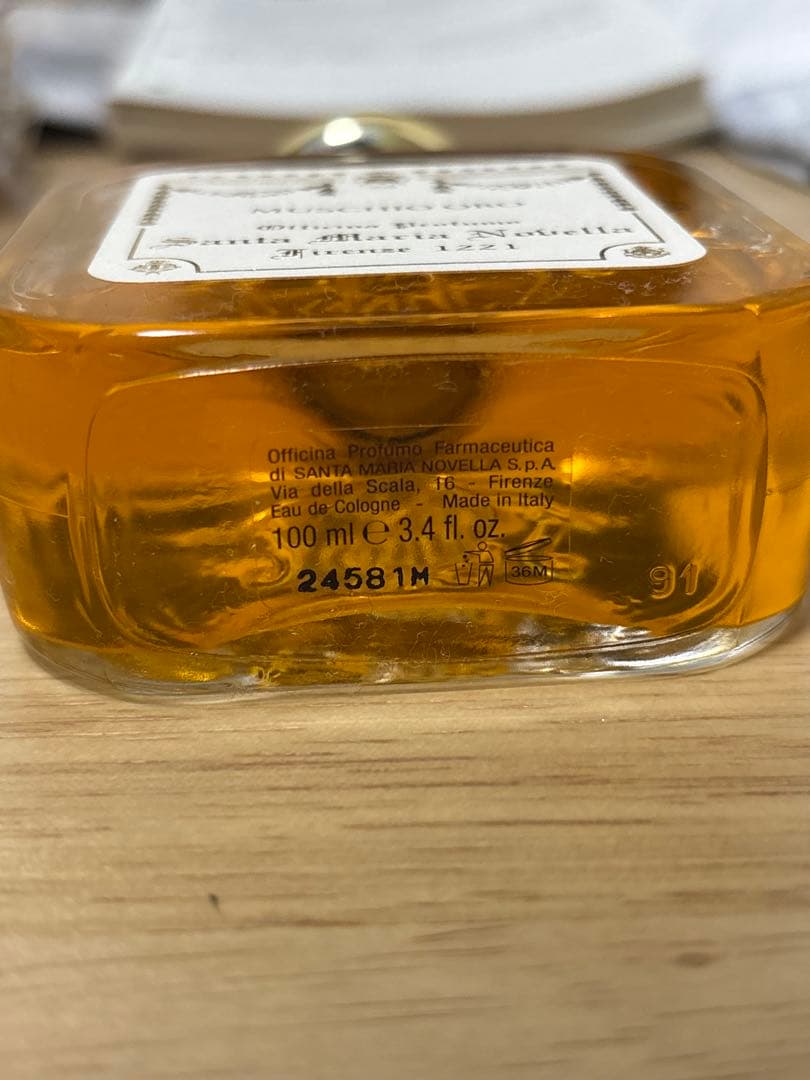 MUSCHIO ORO
Officina Profumo
Santa Maria Novella
Firenze 1221
Officina Profumo Farmaceutica
di SANTA MARIA NOVELLA S.p.A.
Via della Scala, 16 - Firenze
Eau de Cologne - Made in Italy
100 ml ℮ 3.4 fl. oz.
24581M
36M
91